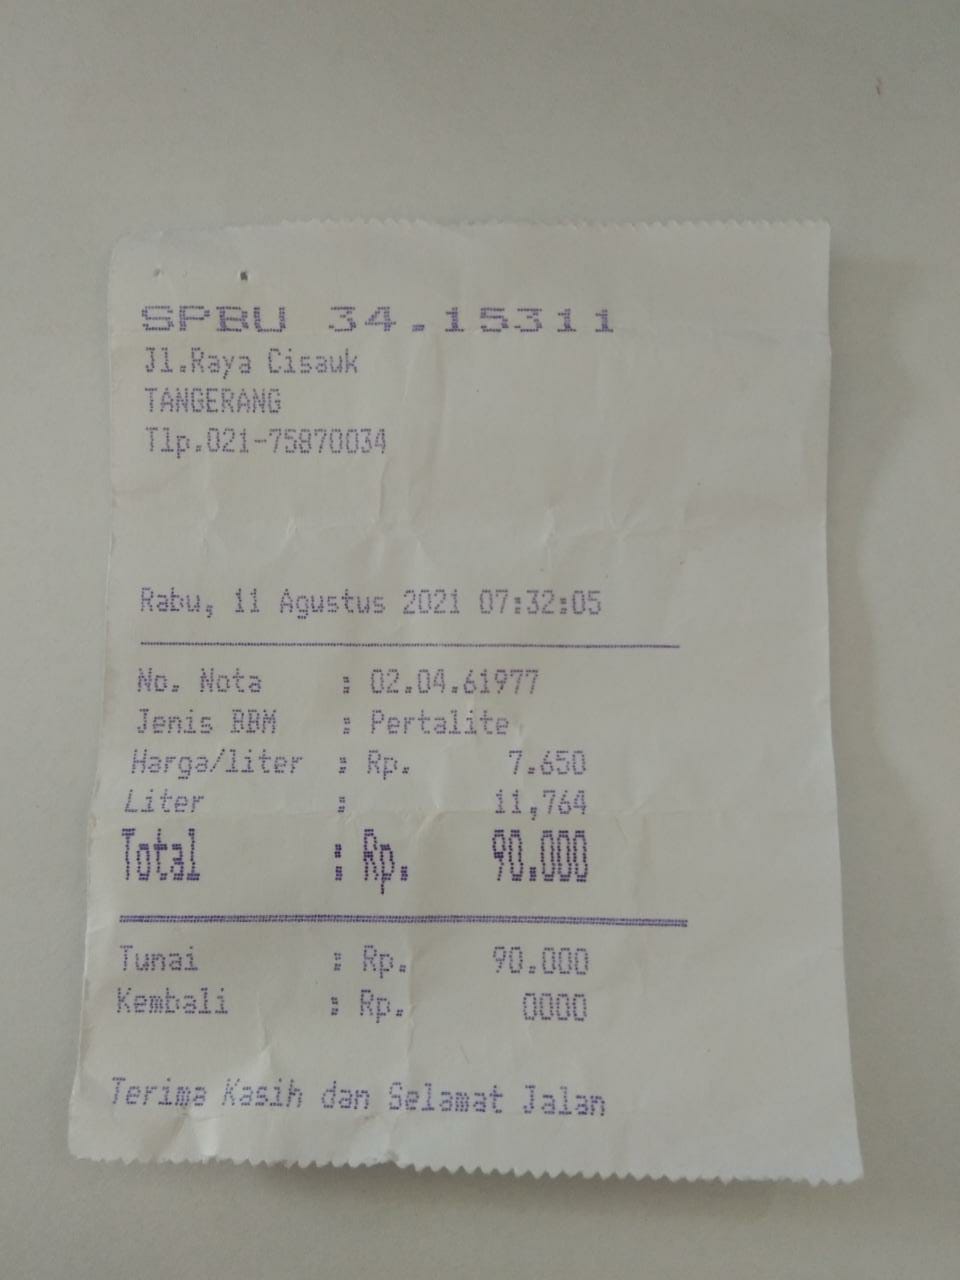 SPBU 34.15311
Jl.Raya Cisauk
TANGERANG
Tlp.021-75870034
Rabu, 11 Agustus 2021 07:32:05
No. Nota : 02.04.61977
Jenis BBM : Pertalite
Harga/liter : Rp. 7.650
Liter : 11,764
Total : Rp. 90.000
Tunai : Rp. 90.000
Kembali : Rp. 0000
Terima Kasih dan Selamat Jalan